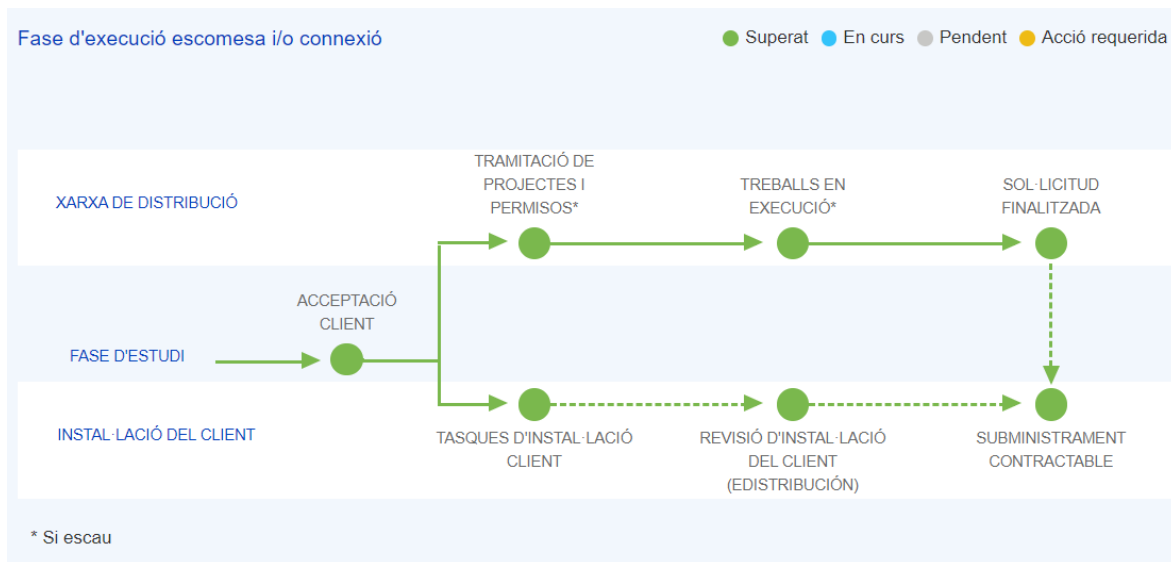 Fase d'execució escomesa i/o connexió
Superat
En curs
Pendent
Acció requerida
XARXA DE DISTRIBUCIÓ
TRAMITACIÓ DE
PROJECTES I
PERMISOS*
TREBALLS EN
EXECUCIÓ*
SOL·LICITUD
FINALITZADA
ACCEPTACIÓ
CLIENT
FASE D'ESTUDI
INSTAL·LACIÓ DEL CLIENT
TASQUES D'INSTAL·LACIÓ
CLIENT
REVISIÓ D'INSTAL·LACIÓ
DEL CLIENT
(EDISTRIBUCIÓN)
SUBMINISTRAMENT
CONTRACTABLE
* Si escau